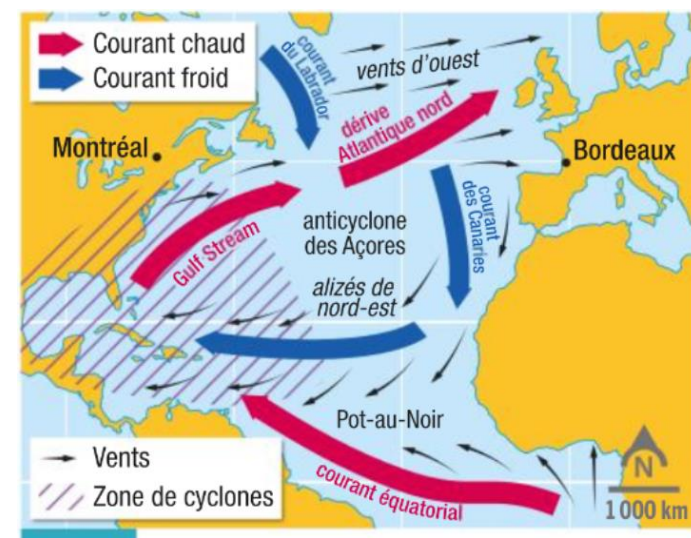 Courant chaud
Courant froid
courant
du Labrador
vents d'ouest
dérive
Atlantique nord
Montréal
Bordeaux
courant
des Canaries
anticyclone
des Açores
Gulf Stream
alizés de
nord-est
Pot-au-Noir
courant équatorial
Vents
Zone de cyclones
N
1 000 km